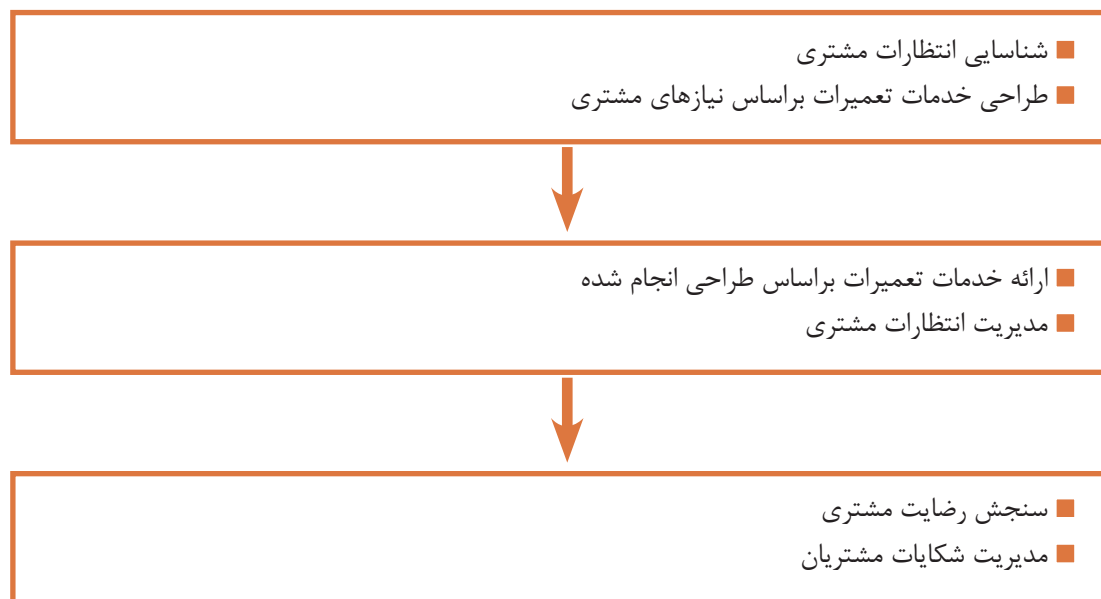 ■ شناسایی انتظارات مشتری
■ طراحی خدمات تعمیرات براساس نیازهای مشتری
■ ارائه خدمات تعمیرات براساس طراحی انجام شده
■ مدیریت انتظارات مشتری
■ سنجش رضایت مشتری
■ مدیریت شکایات مشتریان